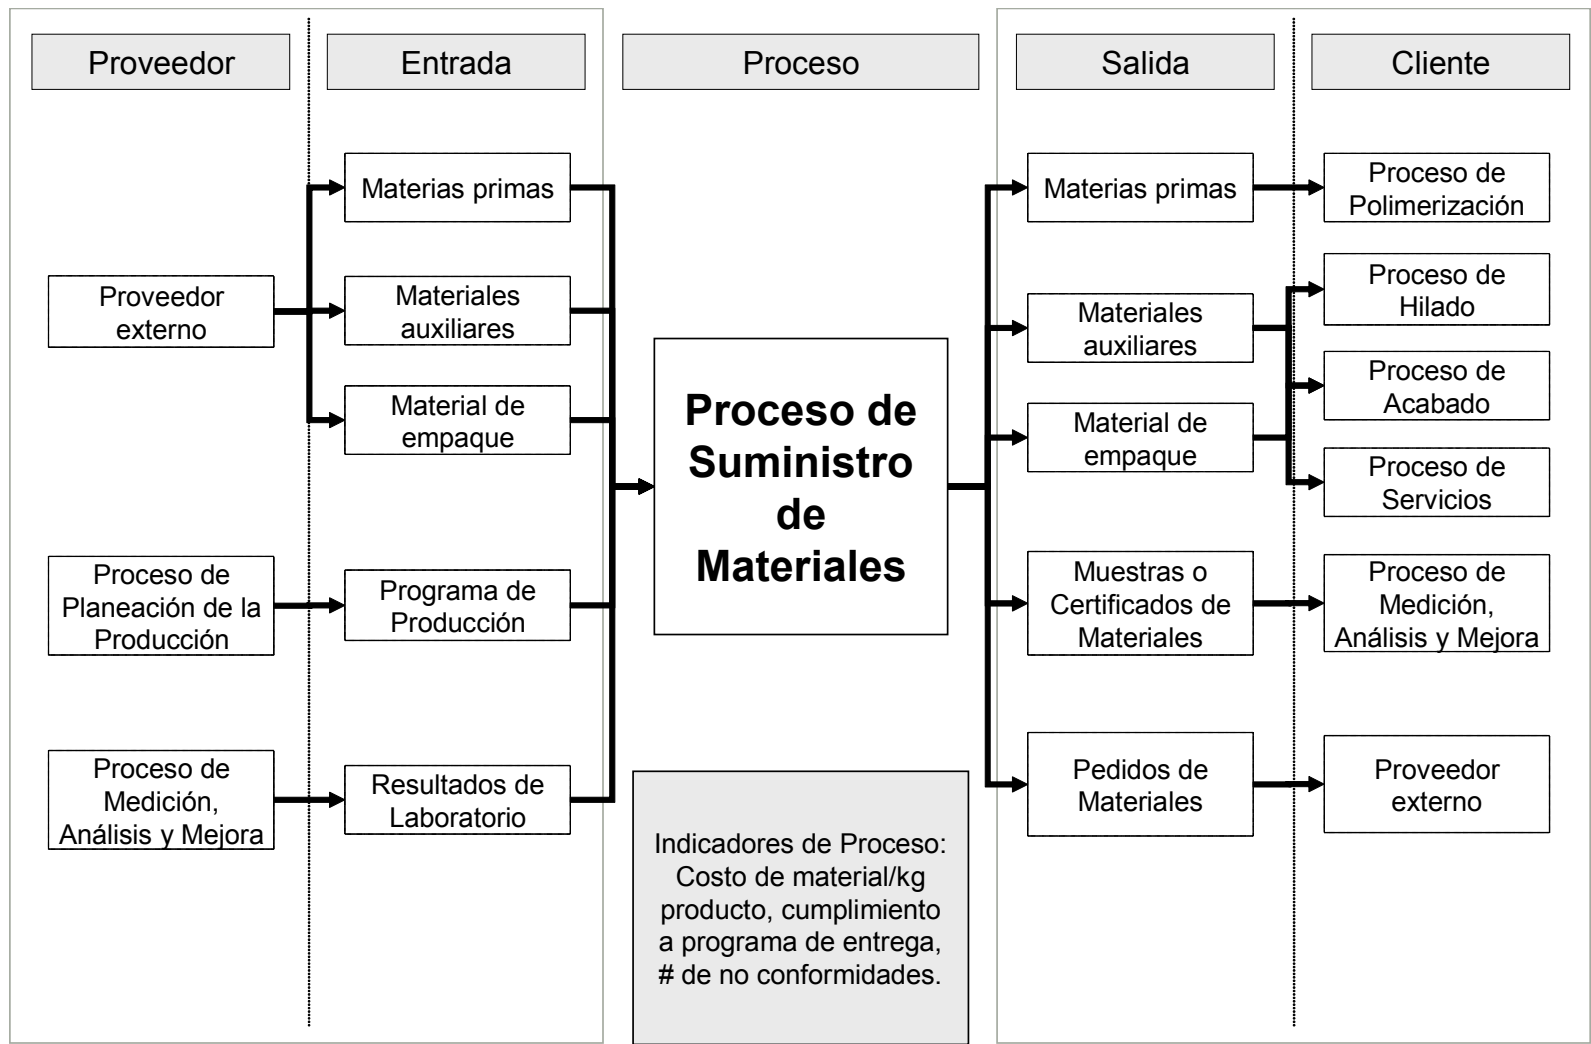 Proveedor
Entrada
Proceso
Salida
Cliente
Proveedor
externo
Proceso de
Planeación de la
Producción
Proceso de
Medición,
Análisis y Mejora
Materias primas
Materiales
auxiliares
Material de
empaque
Programa de
Producción
Resultados de
Laboratorio
Proceso de
Suministro
de
Materiales
Indicadores de Proceso:
Costo de material/kg
producto, cumplimiento
a programa de entrega,
# de no conformidades.
Materias primas
Materiales
auxiliares
Material de
empaque
Muestras o
Certificados de
Materiales
Pedidos de
Materiales
Proceso de
Polimerización
Proceso de
Hilado
Proceso de
Acabado
Proceso de
Servicios
Proceso de
Medición,
Análisis y Mejora
Proveedor
externo